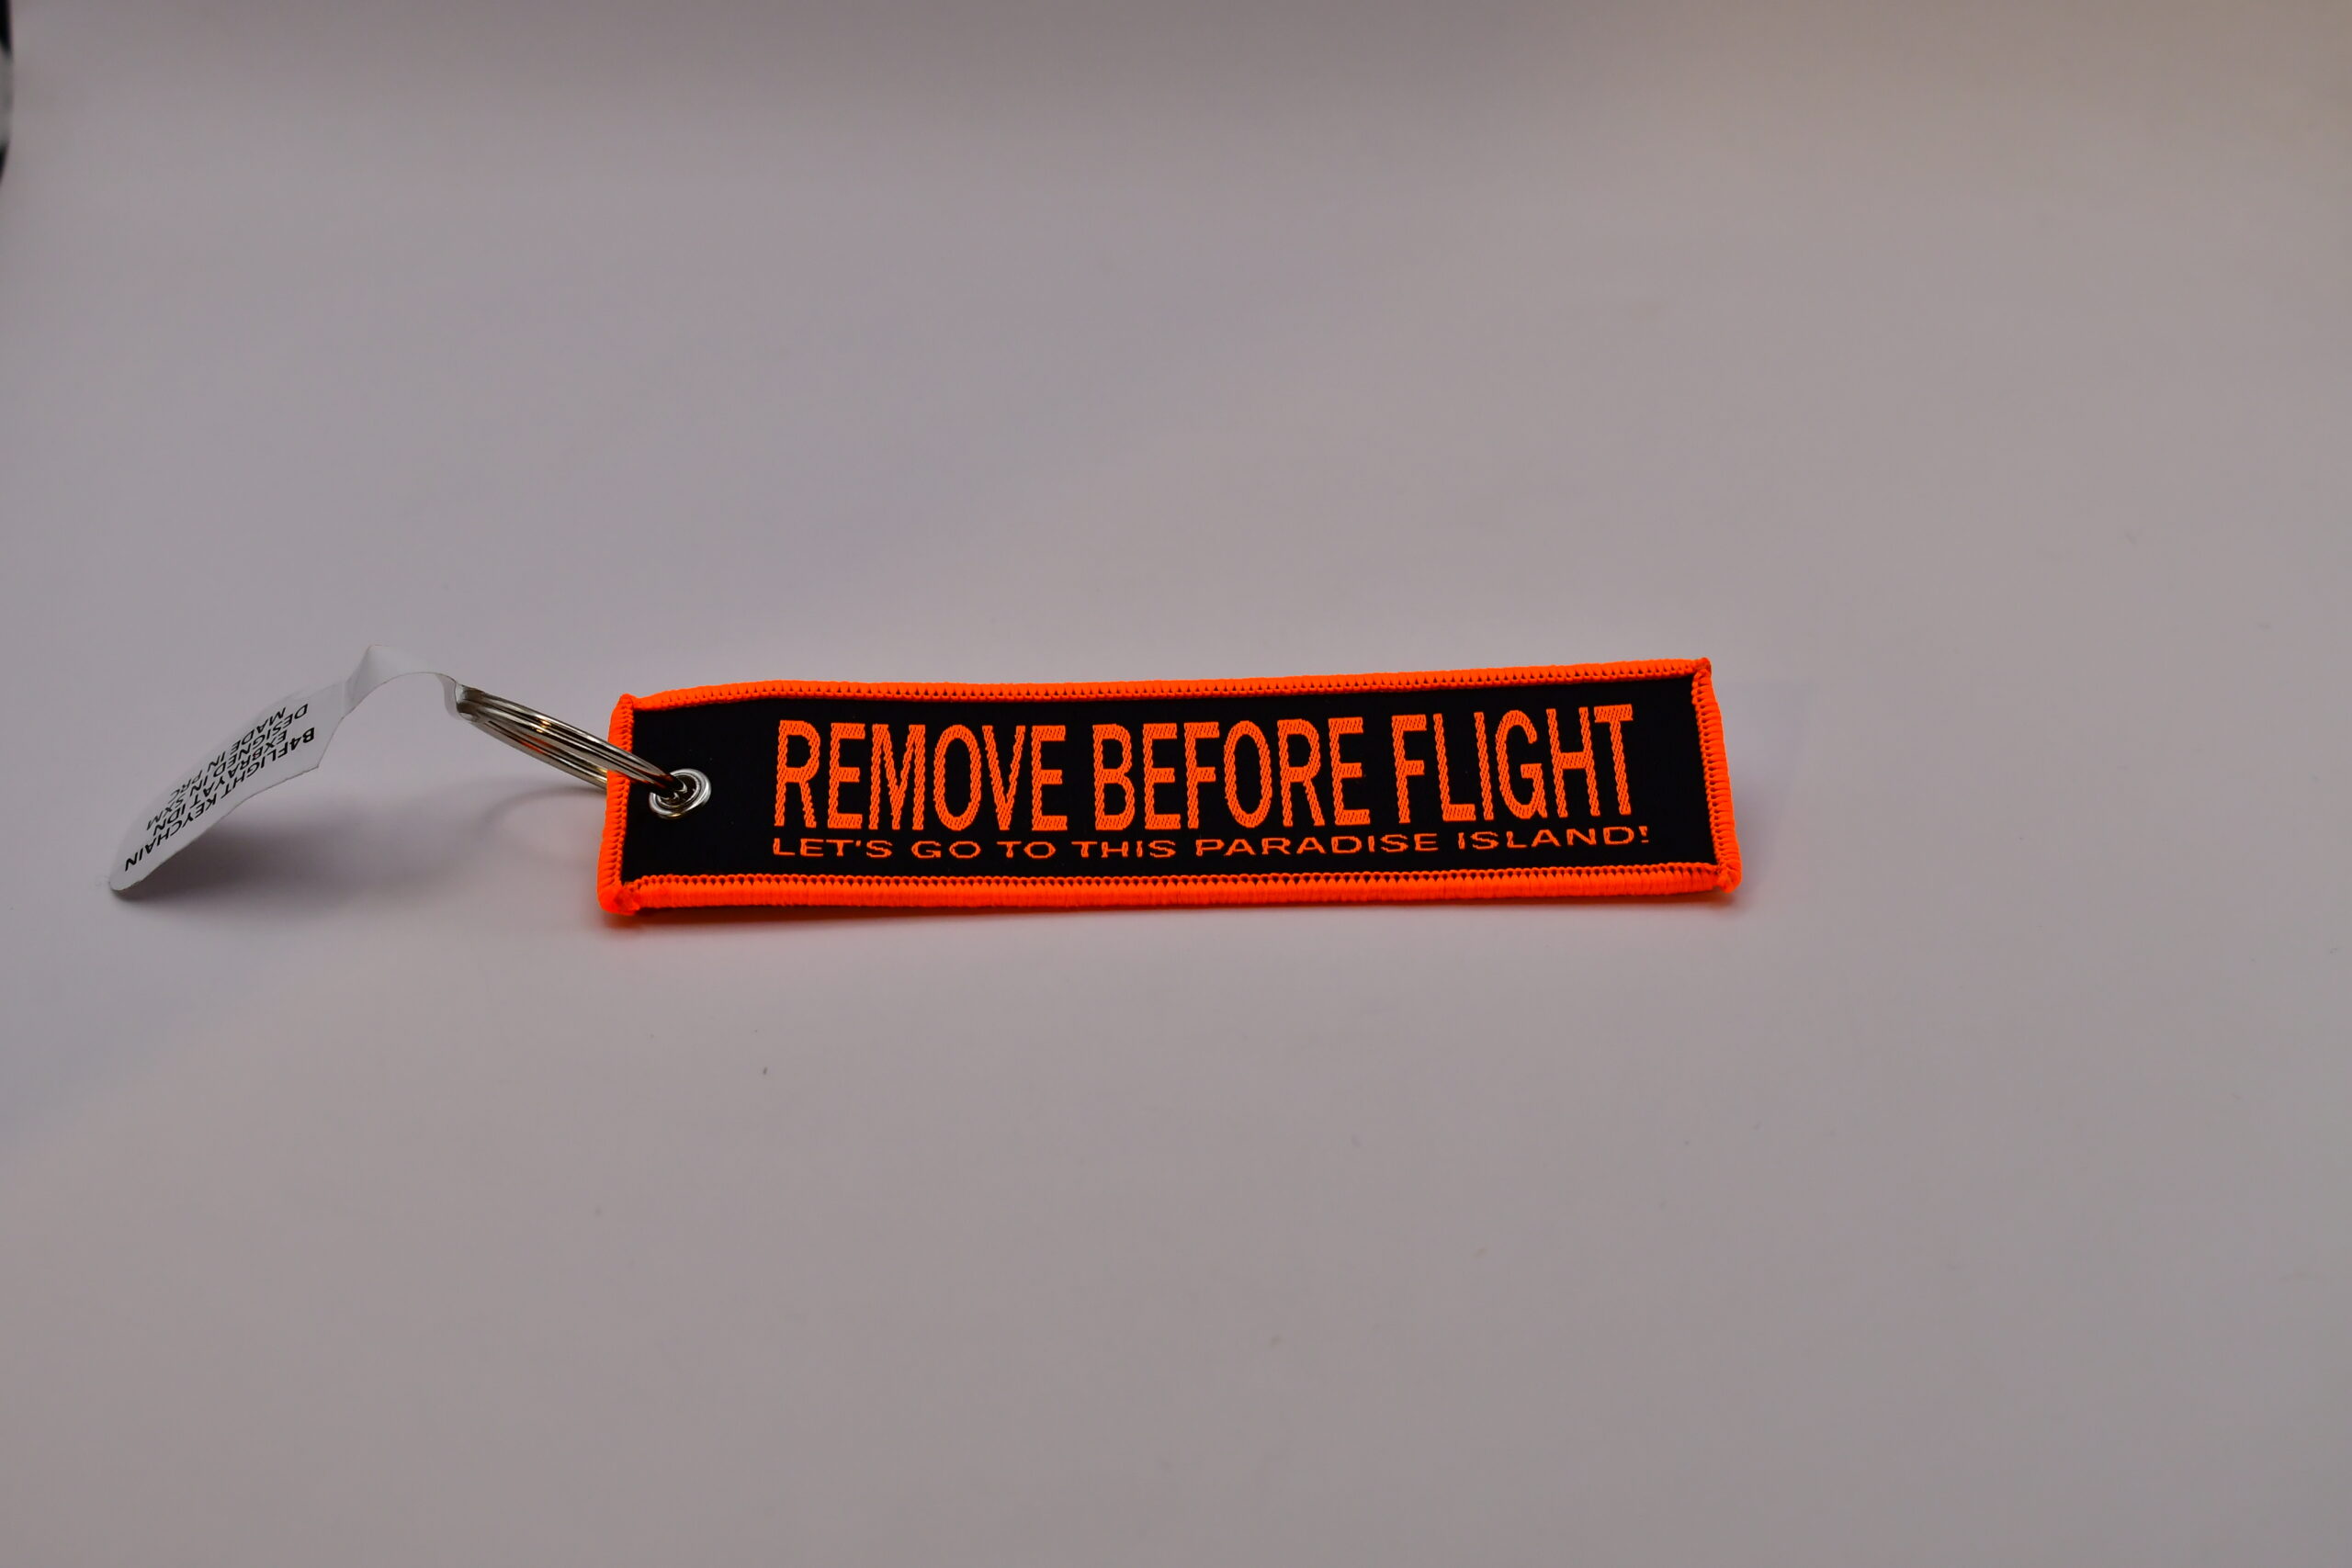 REMOVE BEFORE FLIGHT
LET'S GO TO THIS PARADISE ISLAND!
B4FLIGHT KEYCHAIN
DESIGNED IN SXM
MADE IN PRC